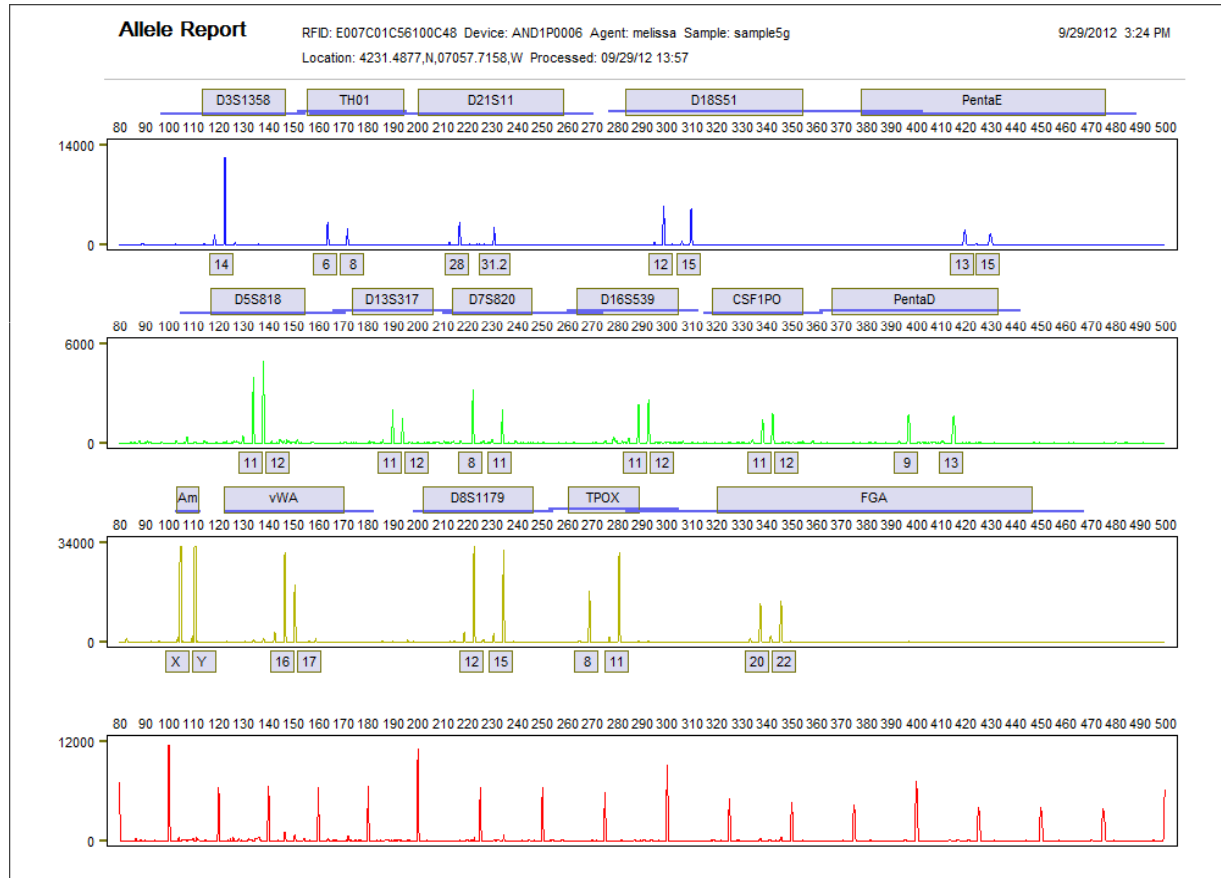 Allele Report
RFID: E007C01C56100C48 Device: AND1P0006 Agent: melissa Sample: sample5g
9/29/2012 3:24 PM
Location: 4231.4877,N,07057.7158,W Processed: 09/29/12 13:57
D3S1358 TH01 D21S11 D18S51 PentaE
80 90 100 110 120 130 140 150 160 170 180 190 200 210 220 230 240 250 260 270 280 290 300 310 320 330 340 350 360 370 380 390 400 410 420 430 440 450 460 470 480 490 500
14000
0
14 6 8 28 31.2 12 15 13 15
D5S818 D13S317 D7S820 D16S539 CSF1PO PentaD
80 90 100 110 120 130 140 150 160 170 180 190 200 210 220 230 240 250 260 270 280 290 300 310 320 330 340 350 360 370 380 390 400 410 420 430 440 450 460 470 480 490 500
6000
0
11 12 11 12 8 11 11 12 11 12 9 13
Am vWA D8S1179 TPOX FGA
80 90 100 110 120 130 140 150 160 170 180 190 200 210 220 230 240 250 260 270 280 290 300 310 320 330 340 350 360 370 380 390 400 410 420 430 440 450 460 470 480 490 500
34000
0
X Y 16 17 12 15 8 11 20 22
80 90 100 110 120 130 140 150 160 170 180 190 200 210 220 230 240 250 260 270 280 290 300 310 320 330 340 350 360 370 380 390 400 410 420 430 440 450 460 470 480 490 500
12000
0